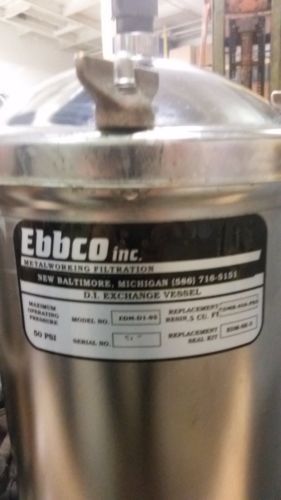 Ebbco inc.
METALWORKING FILTRATION
NEW BALTIMORE, MICHIGAN (586) 716-5151
D.I. EXCHANGE VESSEL
MAXIMUM OPERATING PRESSURE
50 PSI
MODEL NO.
SERIAL NO.
REPLACEMENT RESIN .5 CU. FT
REPLACEMENT SEAL KIT